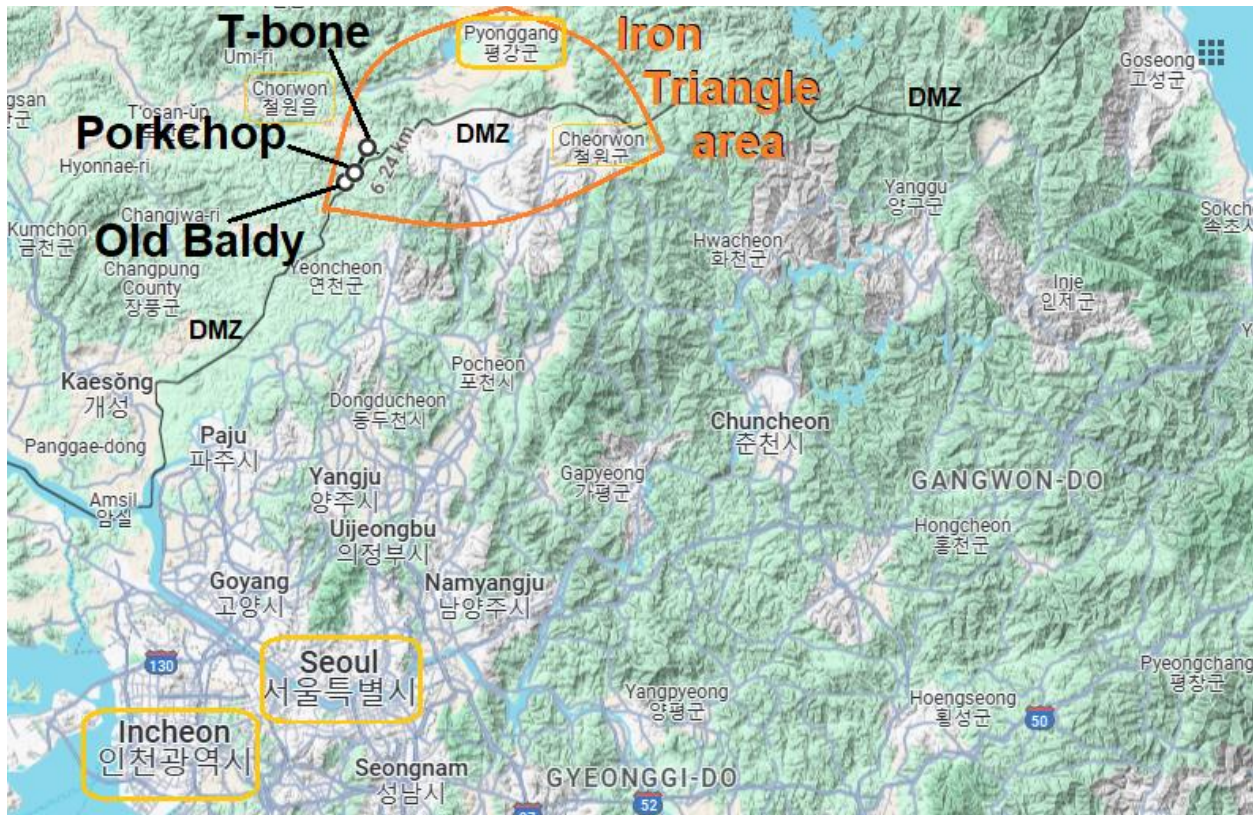 T-bone
Pyonggang
평강군
Iron
Triangle
area
Umi-ri
Goseong
고성군
Chorwon
철원읍
DMZ
T'osan-ŭp
Porkchop
DMZ
Cheorwon
철원군
Hyonnae-ri
6.24 km
Yanggu
양구군
Changjwa-ri
Old Baldy
Kumchon
금천군
Hwacheon
화천군
Changpung
County
장풍군
Yeoncheon
연천군
Inje
인제군
DMZ
Pocheon
포천시
Kaesŏng
개성
Dongducheon
동두천시
Chuncheon
춘천시
Paju
파주시
Panggae-dong
Yangju
양주시
Gapyeong
가평군
GANGWON-DO
Amsil
암실
Uijeongbu
의정부시
Hongcheon
홍천군
Goyang
고양시
Namyangju
남양주시
130
Seoul
서울특별시
Pyeongchang
평창군
Yangpyeong
양평군
Hoengseong
횡성군
50
Incheon
인천광역시
Seongnam
성남시
GYEONGGI-DO
52